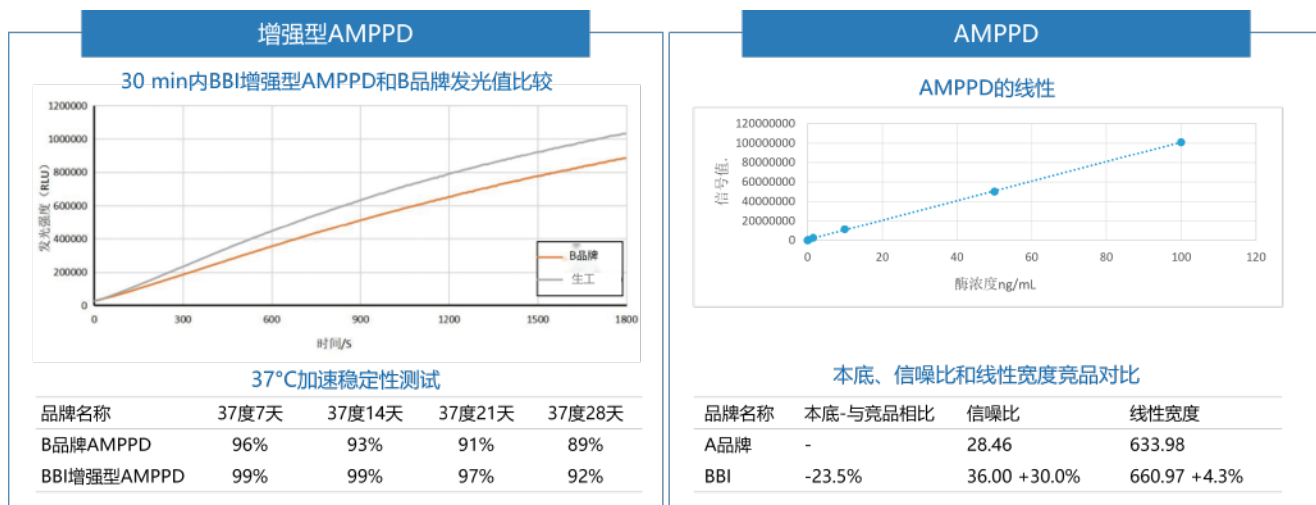 增强型AMPPD
30 min内BBI增强型AMPPD和B品牌发光值比较
发光强度（RLU）
1200000
1000000
800000
600000
400000
200000
0
0 300 600 900 1200 1500 1800
时间/S
B品牌
生工
37°C加速稳定性测试
品牌名称 37度7天 37度14天 37度21天 37度28天
B品牌AMPPD 96% 93% 91% 89%
BBI增强型AMPPD 99% 99% 97% 92%
AMPPD
AMPPD的线性
信号值.
120000000
100000000
80000000
60000000
40000000
20000000
0
0 20 40 60 80 100 120
酶浓度ng/mL
本底、信噪比和线性宽度竞品对比
品牌名称 本底-与竞品相比 信噪比 线性宽度
A品牌 - 28.46 633.98
BBI -23.5% 36.00 +30.0% 660.97 +4.3%